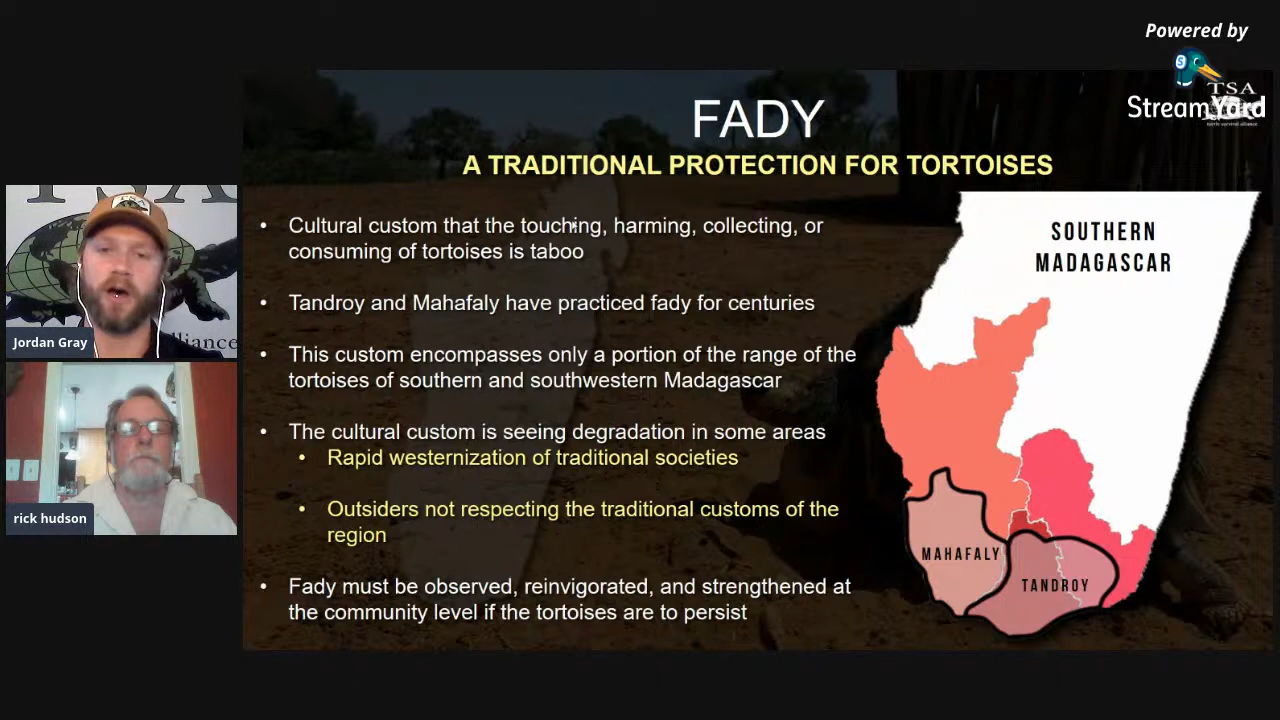 Powered by
StreamYard
TSA
FADY
A TRADITIONAL PROTECTION FOR TORTOISES
• Cultural custom that the touching, harming, collecting, or
consuming of tortoises is taboo
• Tandroy and Mahafaly have practiced fady for centuries
• This custom encompasses only a portion of the range of the
tortoises of southern and southwestern Madagascar
• The cultural custom is seeing degradation in some areas
• Rapid westernization of traditional societies
• Outsiders not respecting the traditional customs of the
region
• Fady must be observed, reinvigorated, and strengthened at
the community level if the tortoises are to persist
SOUTHERN
MADAGASCAR
MAHAFALY
TANDROY
TSA
TSA
lliance
Jordan Gray
rick hudson